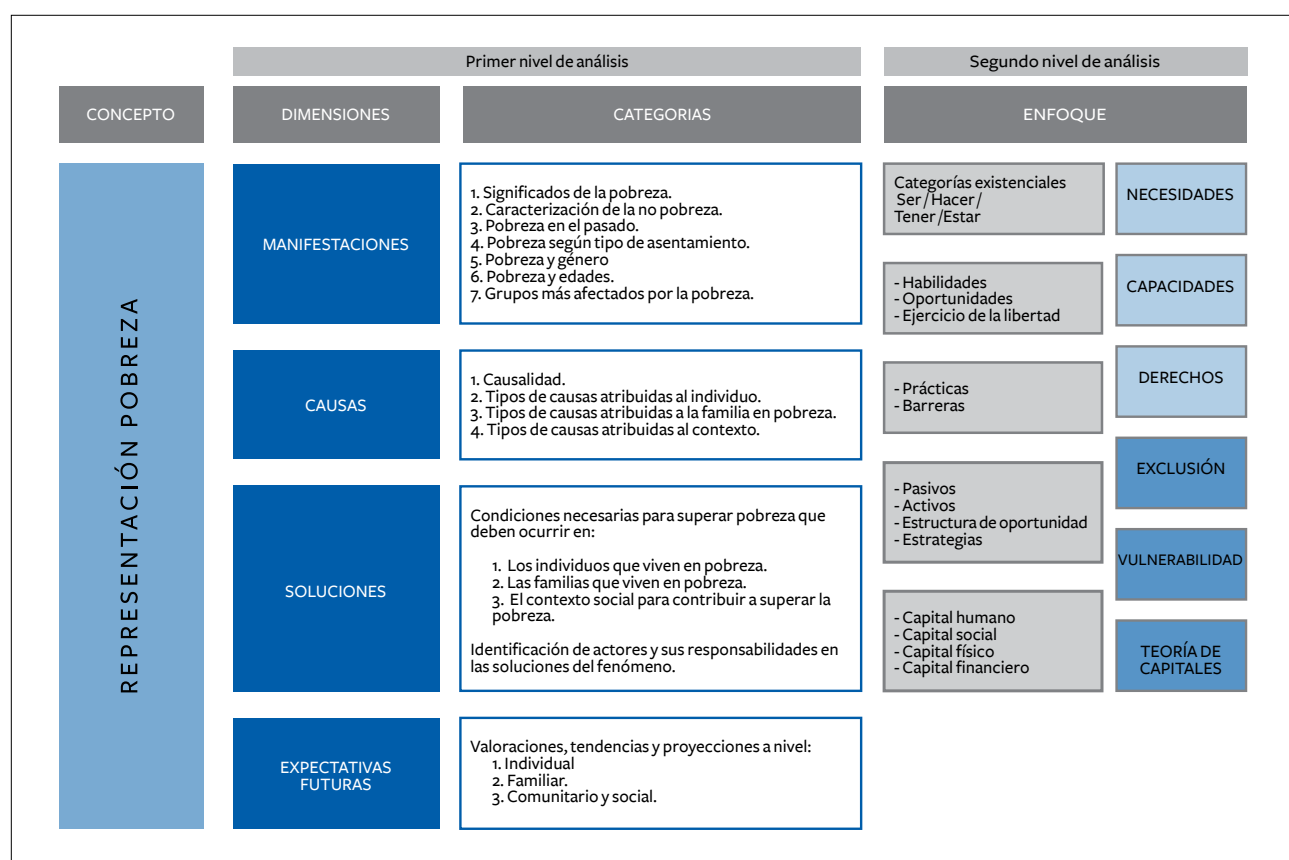 Primer nivel de análisis
Segundo nivel de análisis
CONCEPTO
DIMENSIONES
CATEGORIAS
ENFOQUE
REPRESENTACIÓN POBREZA
MANIFESTACIONES
1. Significados de la pobreza.
2. Caracterización de la no pobreza.
3. Pobreza en el pasado.
4. Pobreza según tipo de asentamiento.
5. Pobreza y género
6. Pobreza y edades.
7. Grupos más afectados por la pobreza.
CAUSAS
1. Causalidad.
2. Tipos de causas atribuidas al individuo.
3. Tipos de causas atribuidas a la familia en pobreza.
4. Tipos de causas atribuidas al contexto.
SOLUCIONES
Condiciones necesarias para superar pobreza que
deben ocurrir en:
1. Los individuos que viven en pobreza.
2. Las familias que viven en pobreza.
3. El contexto social para contribuir a superar la
pobreza.
Identificación de actores y sus responsabilidades en
las soluciones del fenómeno.
EXPECTATIVAS
FUTURAS
Valoraciones, tendencias y proyecciones a nivel:
1. Individual
2. Familiar.
3. Comunitario y social.
Categorías existenciales
Ser / Hacer /
Tener /Estar
NECESIDADES
- Habilidades
- Oportunidades
- Ejercicio de la libertad
CAPACIDADES
- Prácticas
- Barreras
DERECHOS
EXCLUSIÓN
- Pasivos
- Activos
- Estructura de oportunidad
- Estrategias
VULNERABILIDAD
- Capital humano
- Capital social
- Capital físico
- Capital financiero
TEORÍA DE
CAPITALES